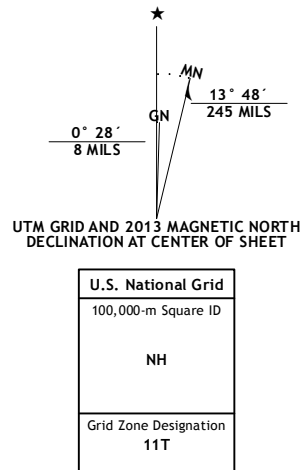 ★
MN
GN
13° 48´
245 MILS
0° 28´
8 MILS
UTM GRID AND 2013 MAGNETIC NORTH
DECLINATION AT CENTER OF SHEET
U.S. National Grid
100,000-m Square ID
NH
Grid Zone Designation
11T